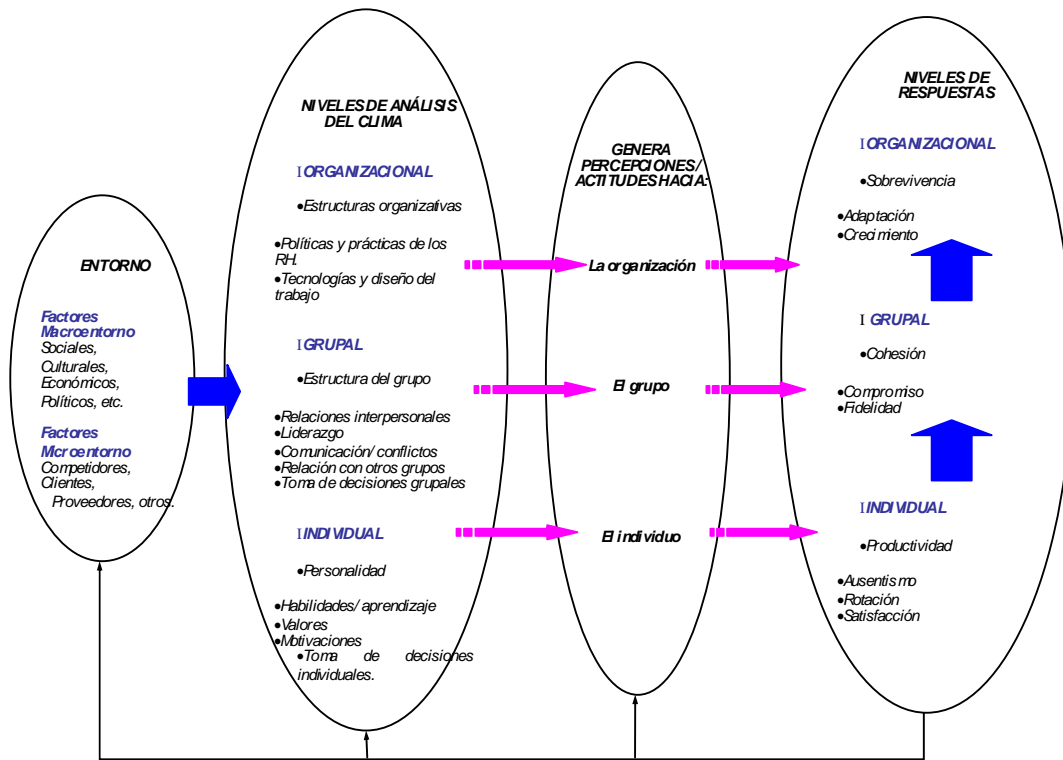 ENTORNO
Factores
Macroentorno
Sociales,
Culturales,
Económicos,
Políticos, etc.
Factores
Microentorno
Competidores,
Clientes,
Proveedores, otros.
NIVELES DE ANÁLISIS
DEL CLIMA
I ORGANIZACIONAL
•Estructuras organizativas
•Políticas y prácticas de los
RH.
•Tecnologías y diseño del
trabajo
I GRUPAL
•Estructura del grupo
•Relaciones interpersonales
•Liderazgo
•Comunicación/ conflictos
•Relación con otros grupos
•Toma de decisiones grupales
I INDIVIDUAL
•Personalidad
•Habilidades/ aprendizaje
•Valores
•Motivaciones
•Toma de decisiones
individuales.
GENERA
PERCEPCIONES/
ACTITUDES HACIA:
La organización
El grupo
El individuo
NIVELES DE
RESPUESTAS
I ORGANIZACIONAL
•Sobrevivencia
•Adaptación
•Crecimiento
I GRUPAL
•Cohesión
•Compromiso
•Fidelidad
I INDIVIDUAL
•Productividad
•Ausentismo
•Rotación
•Satisfacción